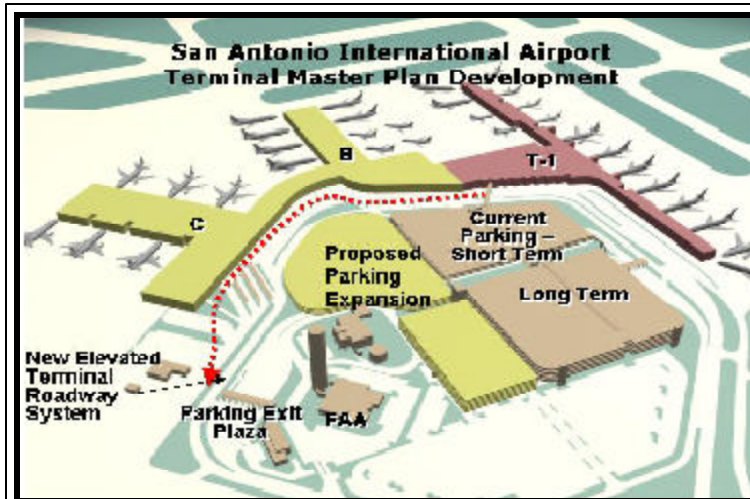 San Antonio International Airport
Terminal Master Plan Development
B
T-1
C
Current
Parking –
Short Term
Proposed
Parking
Expansion
Long Term
New Elevated
Terminal
Roadway
System
Parking Exit
Plaza
FAA